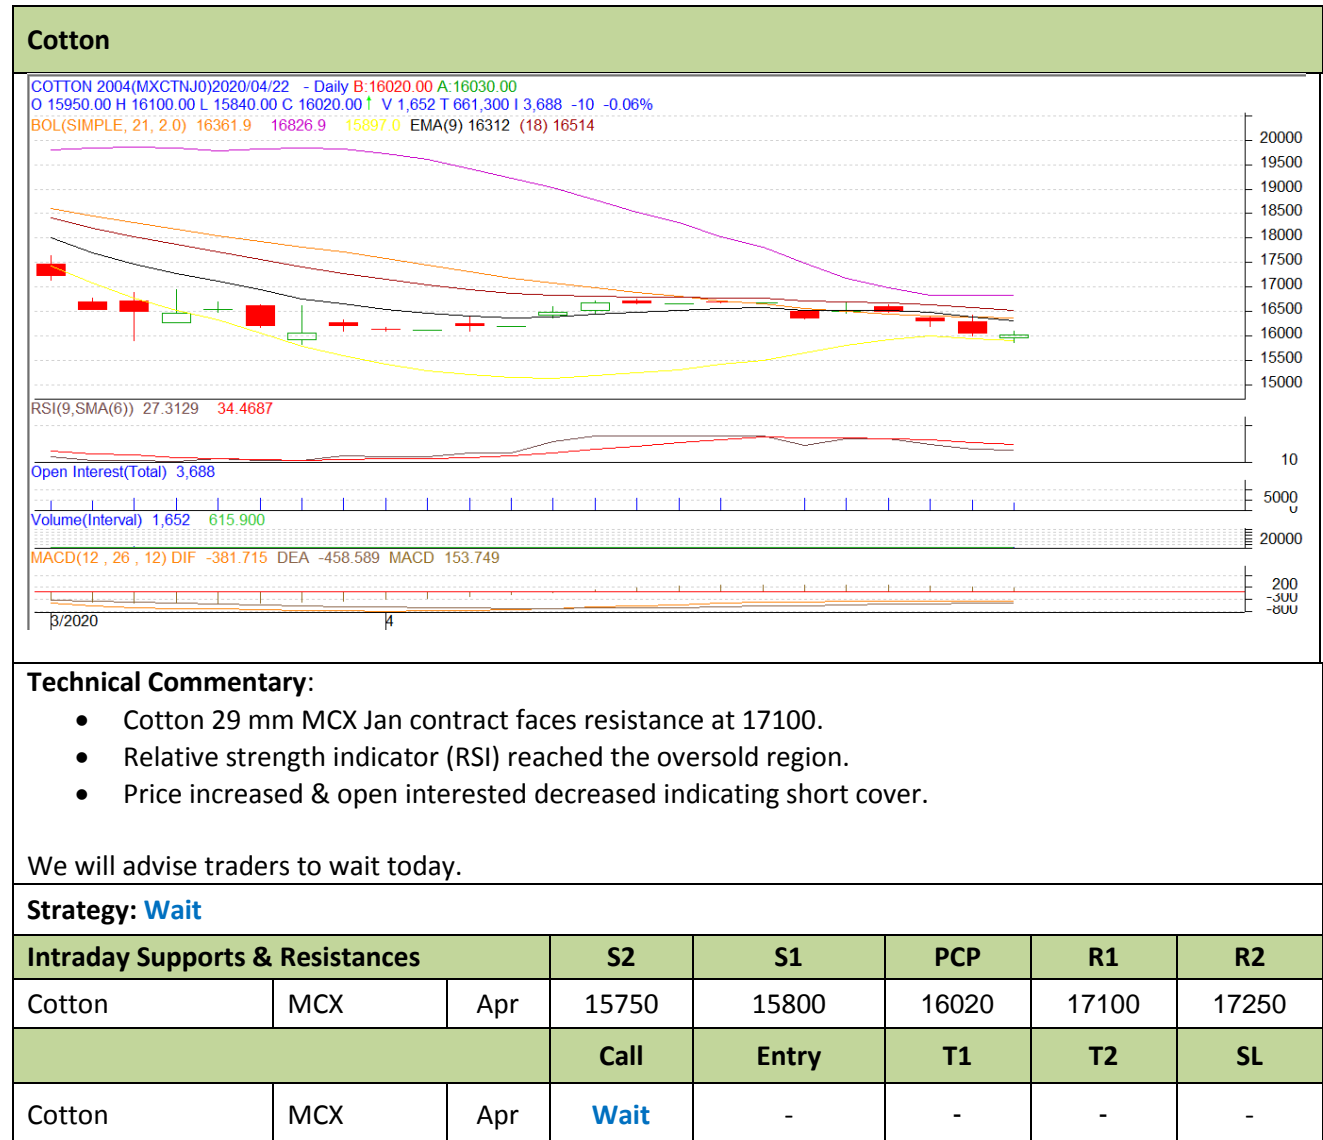 Cotton
COTTON 2004(MXCTNJ0)2020/04/22 - Daily B:16020.00 A:16030.00
O 15950.00 H 16100.00 L 15840.00 C 16020.00↑ V 1,652 T 661,300 I 3,688 -10 -0.06%
BOL(SIMPLE, 21, 2.0) 16361.9 16826.9 15897.0 EMA(9) 16312 (18) 16514
20000
19500
19000
18500
18000
17500
17000
16500
16000
15500
15000
RSI(9,SMA(6)) 27.3129 34.4687
10
Open Interest(Total) 3,688
5000
0
Volume(Interval) 1,652 615.900
20000
MACD(12 , 26 , 12) DIF -381.715 DEA -458.589 MACD 153.749
200
-300
-800
3/2020 4
Technical Commentary:
• Cotton 29 mm MCX Jan contract faces resistance at 17100.
• Relative strength indicator (RSI) reached the oversold region.
• Price increased & open interested decreased indicating short cover.
We will advise traders to wait today.
Strategy: Wait
Intraday Supports & Resistances S2 S1 PCP R1 R2
Cotton MCX Apr 15750 15800 16020 17100 17250
Call Entry T1 T2 SL
Cotton MCX Apr Wait - - - -